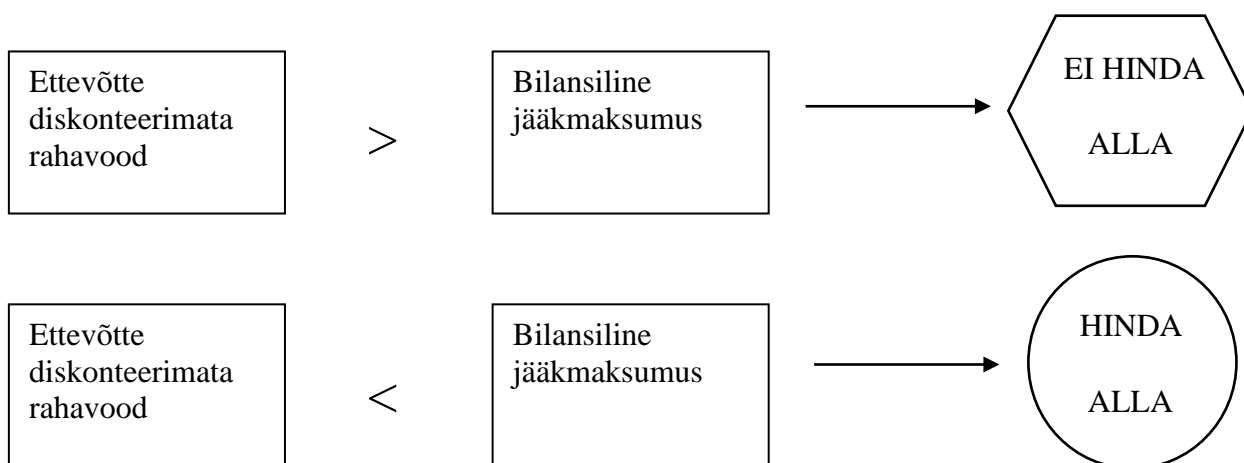 Ettevõtte
diskonteerimata
rahavood
>
Bilansiline
jääkmaksumus
EI HINDA
ALLA
Ettevõtte
diskonteerimata
rahavood
<
Bilansiline
jääkmaksumus
HINDA
ALLA